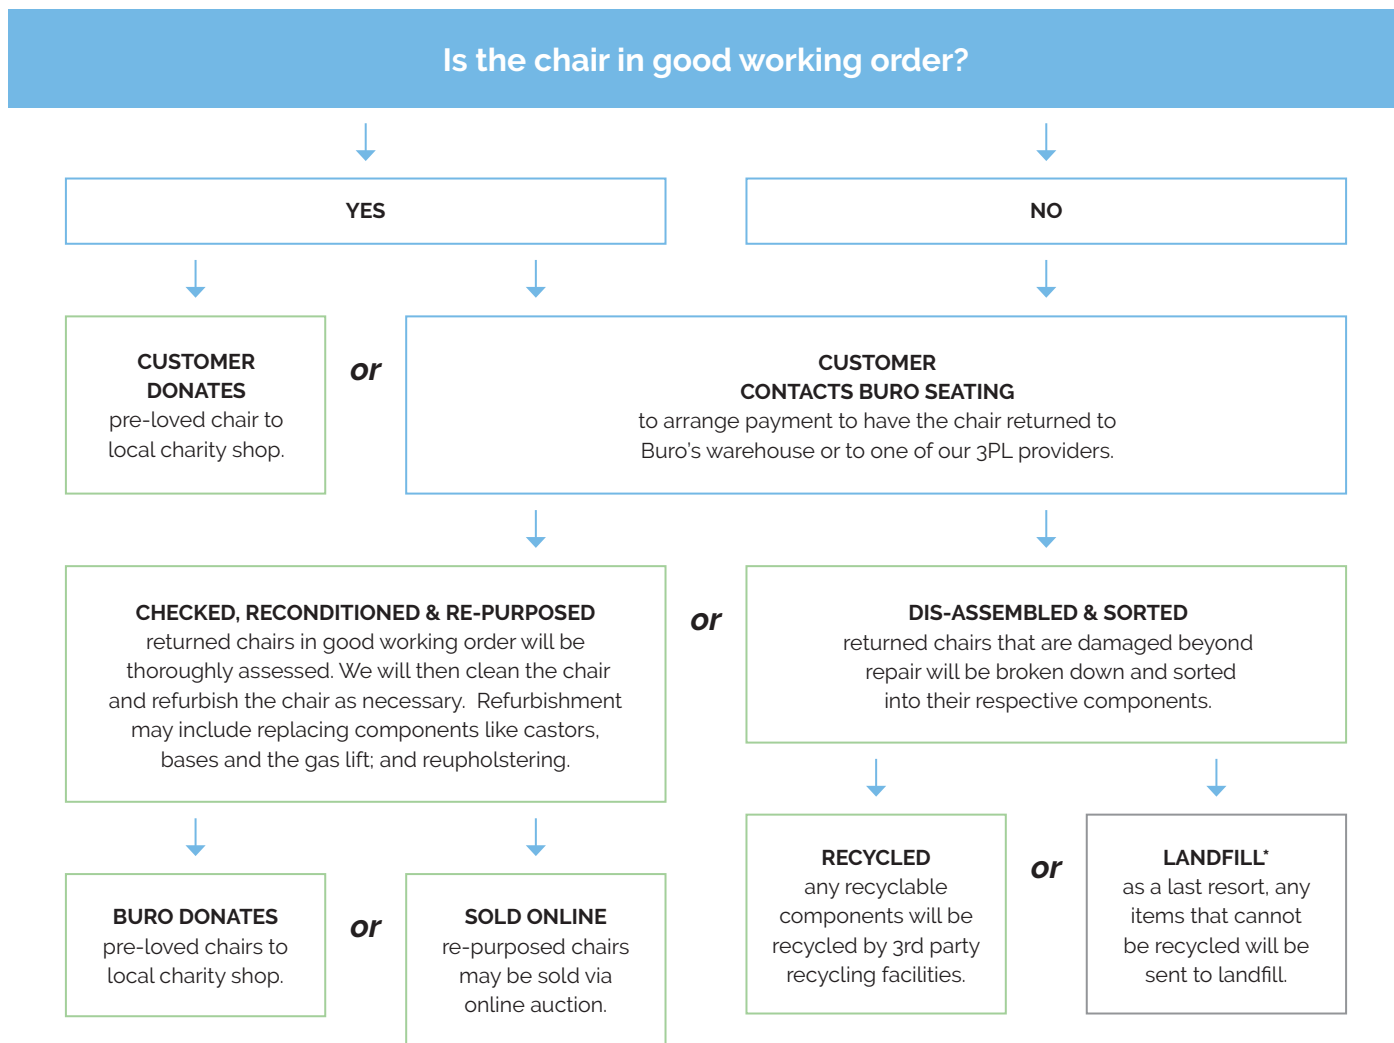 Is the chair in good working order?
YES
NO
CUSTOMER
DONATES
pre-loved chair to
local charity shop.
or
CUSTOMER
CONTACTS BURO SEATING
to arrange payment to have the chair returned to
Buro's warehouse or to one of our 3PL providers.
CHECKED, RECONDITIONED & RE-PURPOSED
returned chairs in good working order will be
thoroughly assessed. We will then clean the chair
and refurbish the chair as necessary.  Refurbishment
may include replacing components like castors,
bases and the gas lift; and reupholstering.
or
DIS-ASSEMBLED & SORTED
returned chairs that are damaged beyond
repair will be broken down and sorted
into their respective components.
BURO DONATES
pre-loved chairs to
local charity shop.
or
SOLD ONLINE
re-purposed chairs
may be sold via
online auction.
RECYCLED
any recyclable
components will be
recycled by 3rd party
recycling facilities.
or
LANDFILL*
as a last resort, any
items that cannot
be recycled will be
sent to landfill.